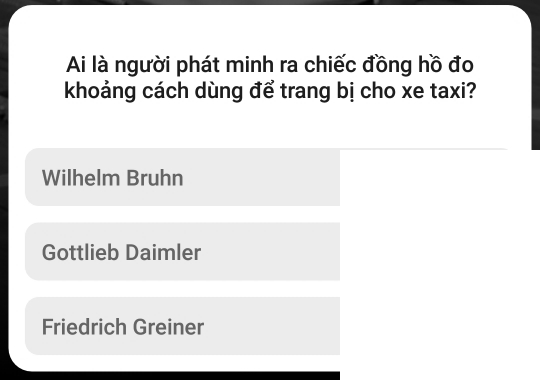 Ai là người phát minh ra chiếc đồng hồ đo
khoảng cách dùng để trang bị cho xe taxi?
Wilhelm Bruhn
Gottlieb Daimler
Friedrich Greiner